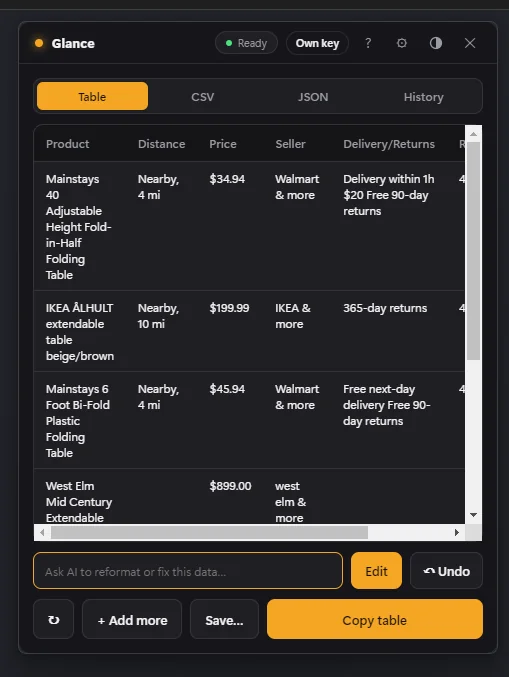 Glance
Ready
Own key
?
Table
CSV
JSON
History
Product
Distance
Price
Seller
Delivery/Returns
Mainstays
40
Adjustable
Height Fold-
in-Half
Folding
Table
Nearby,
4 mi
$34.94
Walmart
& more
Delivery within 1h
$20 Free 90-day
returns
4
IKEA ÅLHULT
extendable
table
beige/brown
Nearby,
10 mi
$199.99
IKEA &
more
365-day returns
4
Mainstays 6
Foot Bi-Fold
Plastic
Folding
Table
Nearby,
4 mi
$45.94
Walmart
& more
Free next-day
delivery Free 90-
day returns
4
West Elm
Mid Century
Extendable
$899.00
west
elm &
more
Ask AI to reformat or fix this data...
Edit
Undo
+ Add more
Save...
Copy table